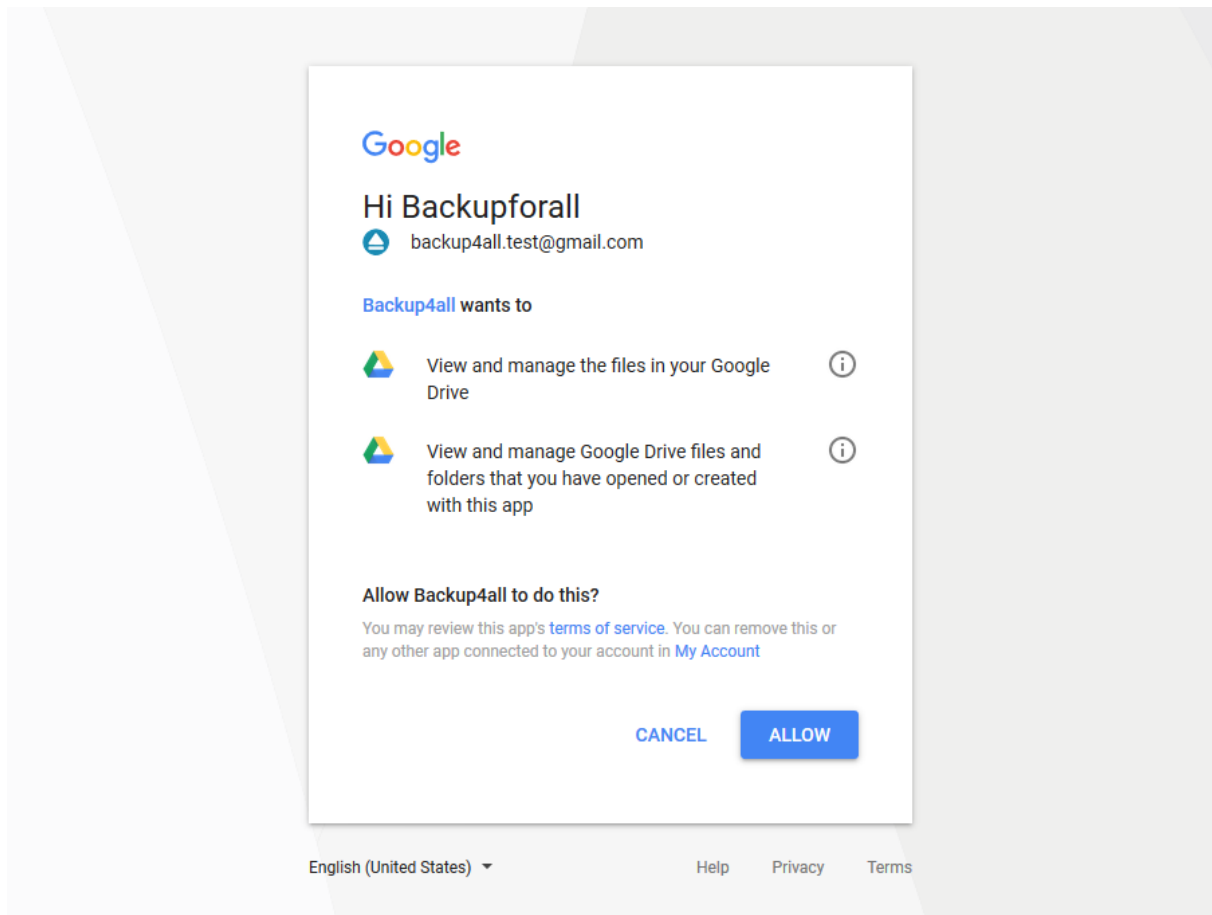 Google
Hi Backupforall
backup4all.test@gmail.com
Backup4all wants to
View and manage the files in your Google
Drive
View and manage Google Drive files and
folders that you have opened or created
with this app
Allow Backup4all to do this?
You may review this app's terms of service. You can remove this or
any other app connected to your account in My Account
CANCEL ALLOW
English (United States) Help Privacy Terms